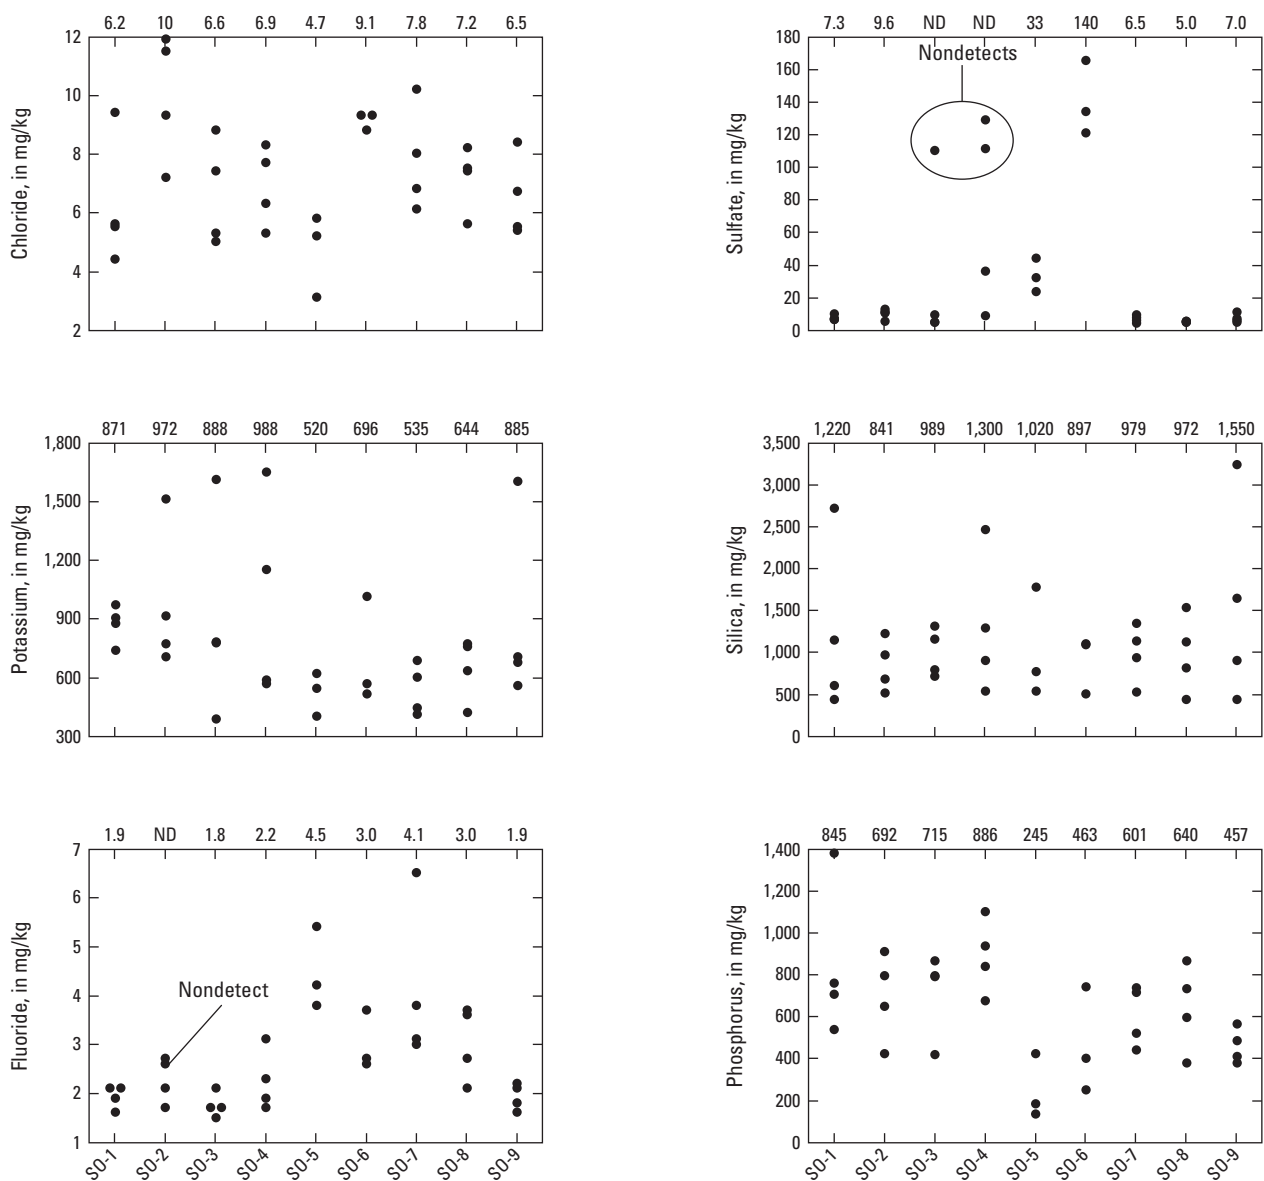 6.2 10 6.6 6.9 4.7 9.1 7.8 7.2 6.5
12
10
8
6
4
2
Chloride, in mg/kg
7.3 9.6 ND ND 33 140 6.5 5.0 7.0
180
160
140
120
100
80
60
40
20
0
Sulfate, in mg/kg
Nondetects
871 972 888 988 520 696 535 644 885
1,800
1,500
1,200
900
600
300
Potassium, in mg/kg
1,220 841 989 1,300 1,020 897 979 972 1,550
3,500
3,000
2,500
2,000
1,500
1,000
500
0
Silica, in mg/kg
1.9 ND 1.8 2.2 4.5 3.0 4.1 3.0 1.9
7
6
5
4
3
2
1
Fluoride, in mg/kg
Nondetect
SO-1 SO-2 SO-3 SO-4 SO-5 SO-6 SO-7 SO-8 SO-9
845 692 715 886 245 463 601 640 457
1,400
1,200
1,000
800
600
400
200
0
Phosphorus, in mg/kg
SO-1 SO-2 SO-3 SO-4 SO-5 SO-6 SO-7 SO-8 SO-9